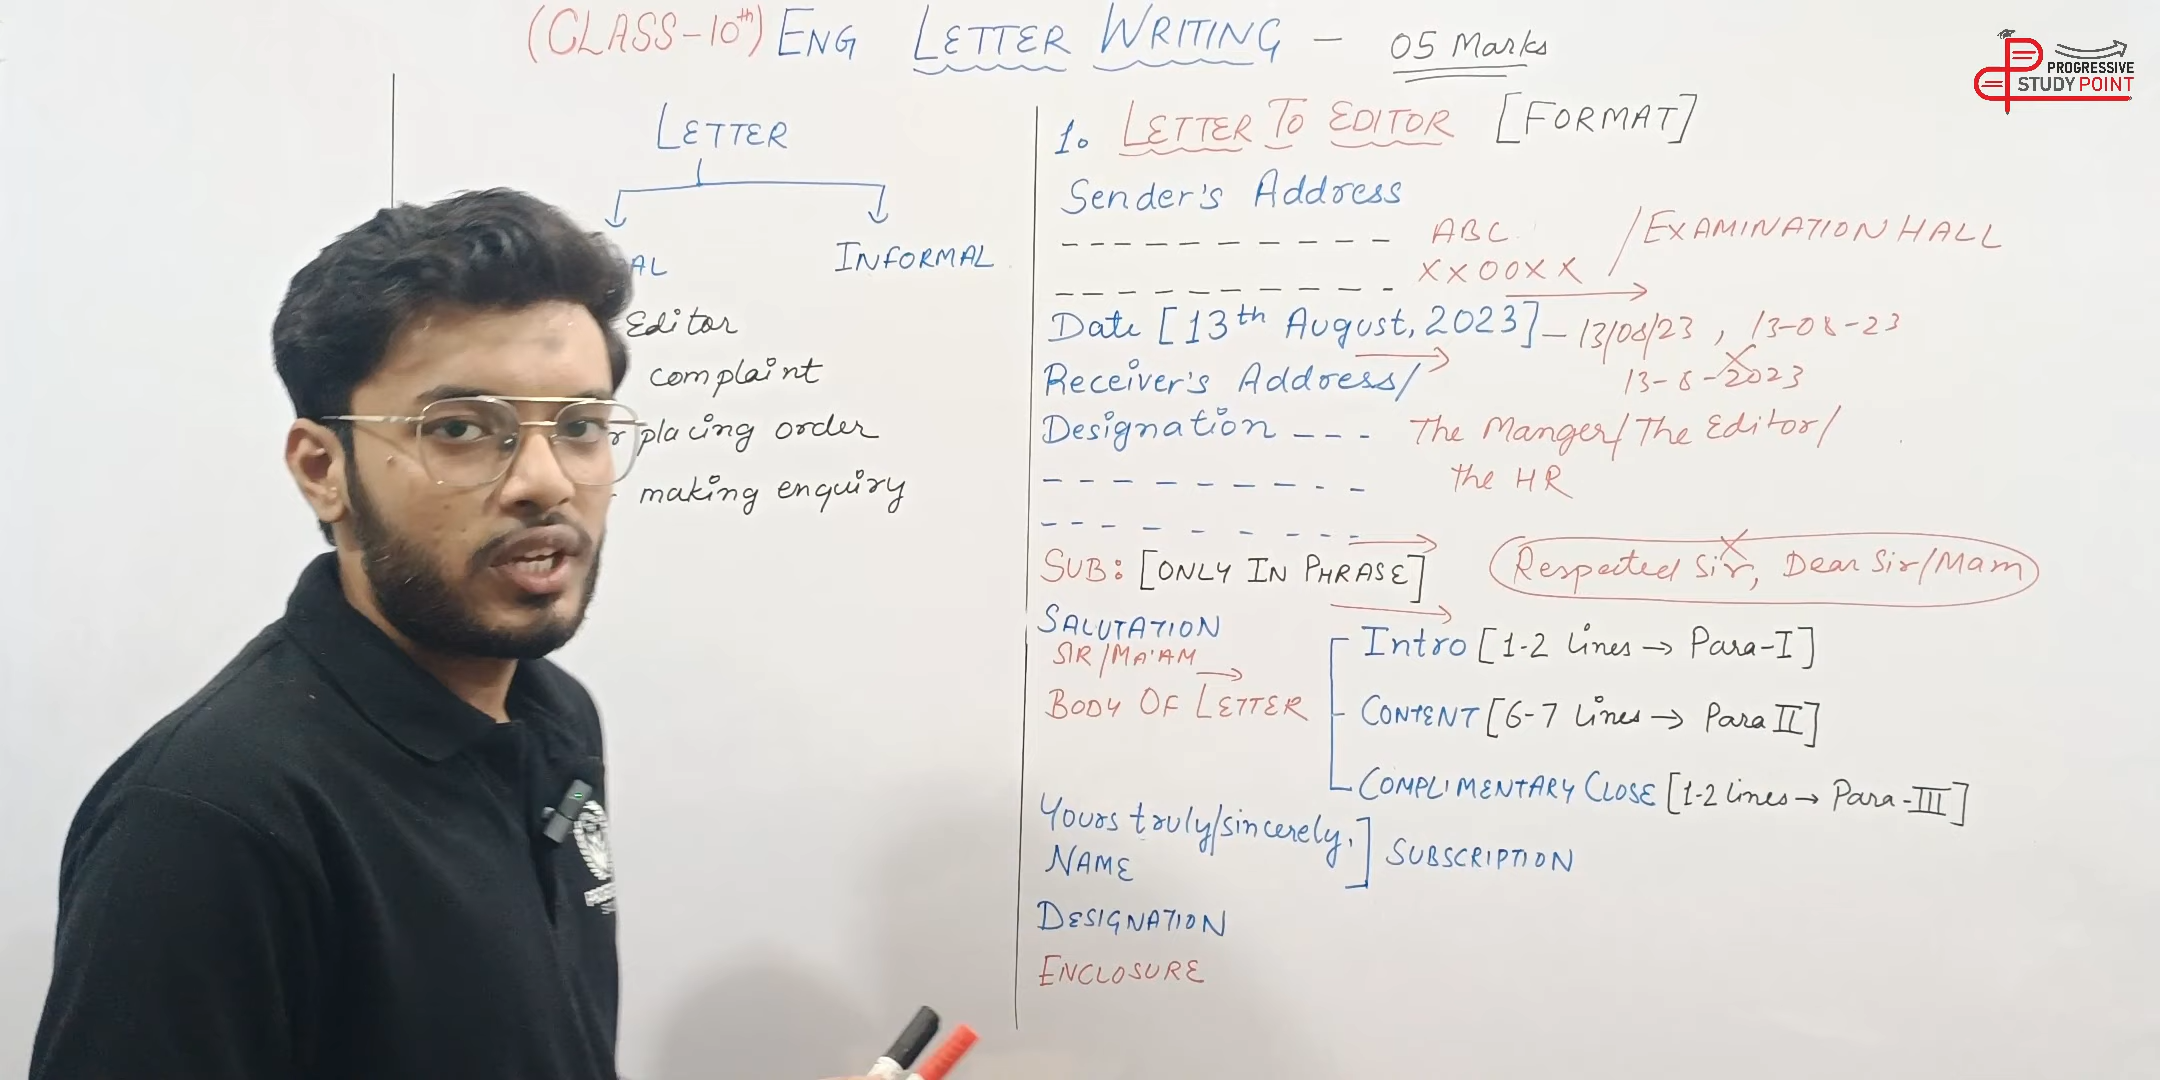 (CLASS-10th) ENG LETTER WRITING - 05 Marks
PROGRESSIVE
STUDY POINT
LETTER
AL
INFORMAL
Editor
complaint
r placing order
making enquiry
1. LETTER TO EDITOR [FORMAT]
Sender's Address
---------- ABC /EXAMINATION HALL
---------- XXOOXX
Date [13th August, 2023] - 13/08/23 , 13-08-23
13-8-2023
Receiver's Address/
Designation --- The Manger/The Editor/
the HR
SUB: [ONLY IN PHRASE]
Respected Sir, Dear Sir/Mam
SALUTATION
SIR/MA'AM
BODY OF LETTER
Intro [1-2 lines → Para-I]
CONTENT [6-7 lines → Para II]
COMPLIMENTARY CLOSE [1-2 lines → Para-III]
Yours truly/sincerely,] SUBSCRIPTION
NAME
DESIGNATION
ENCLOSURE